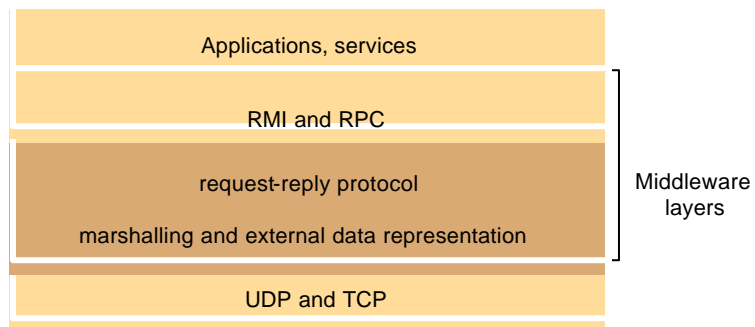 Applications, services
RMI and RPC
request-reply protocol
marshalling and external data representation
UDP and TCP
Middleware
layers